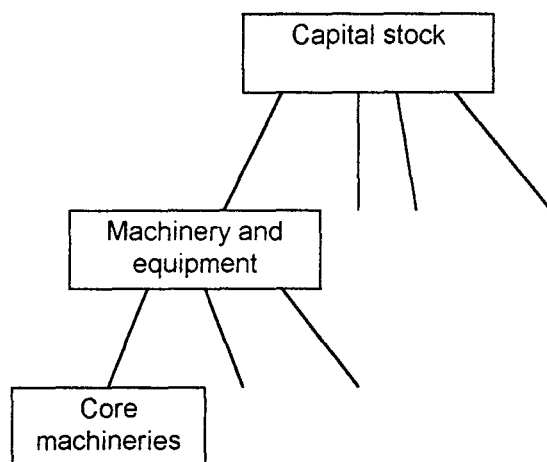 Capital stock
Machinery and
equipment
Core
machineries